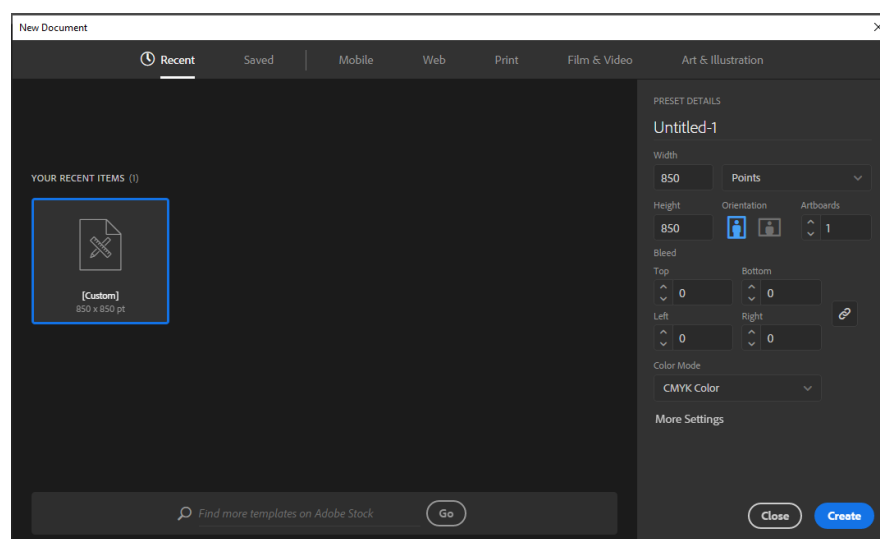 New Document
Recent Saved Mobile Web Print Film & Video Art & Illustration
YOUR RECENT ITEMS (1)
[Custom]
850 x 850 pt
Find more templates on Adobe Stock Go
PRESET DETAILS
Untitled-1
Width
850 Points
Height Orientation Artboards
850 1
Bleed
Top Bottom
0 0
Left Right
0 0
Color Mode
CMYK Color
More Settings
Close Create